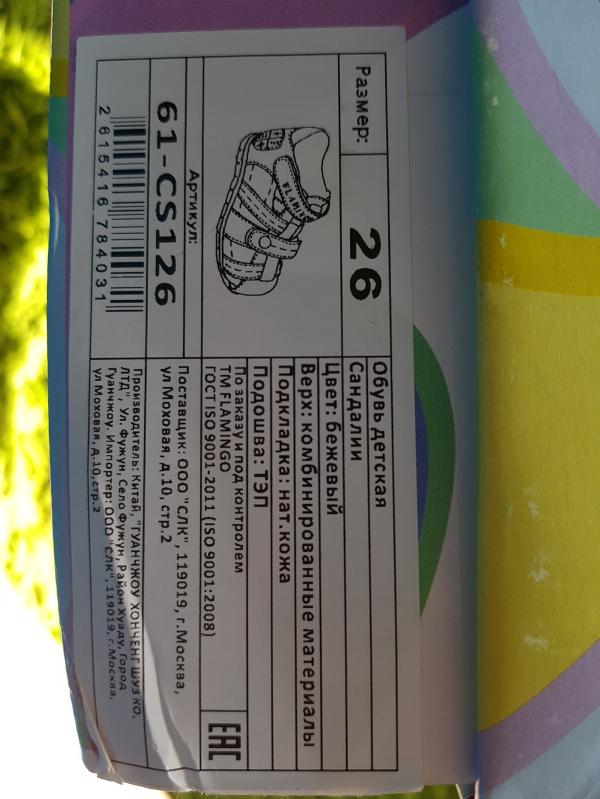 Размер:
26
FLAMIN
Артикул:
61-CS126
2 615416 784031
Обувь детская
Сандалии
Цвет: бежевый
Верх: комбинированные материалы
Подкладка: нат.кожа
Подошва: ТЭП
По заказу и под контролем
ТМ FLAMINGO
ГОСТ ISO 9001-2011 (ISO 9001:2008)
EAC
Поставщик: ООО "СЛК", 119019, г.Москва,
ул Моховая, д.10, стр.2
Производитель: Китай, "ГУАНЧЖОУ ХОНЧЕНГ ШУЗ КО.
ЛТД", Ул. Фужун, Село Фужун, Район Хуаду, Город
Гуанчжоу. Импортер: ООО "СЛК", 119019, г.Москва,
ул Моховая, д.10,стр.2